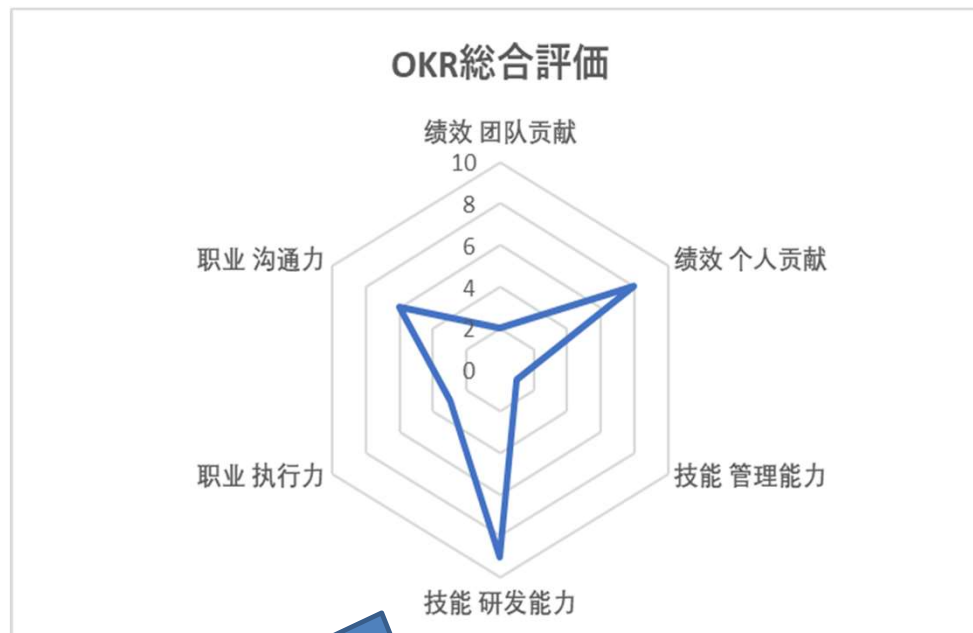 OKR総合評価
绩效 团队贡献
10
8
6
4
2
0
职业 沟通力
绩效 个人贡献
职业 执行力
技能 管理能力
技能 研发能力